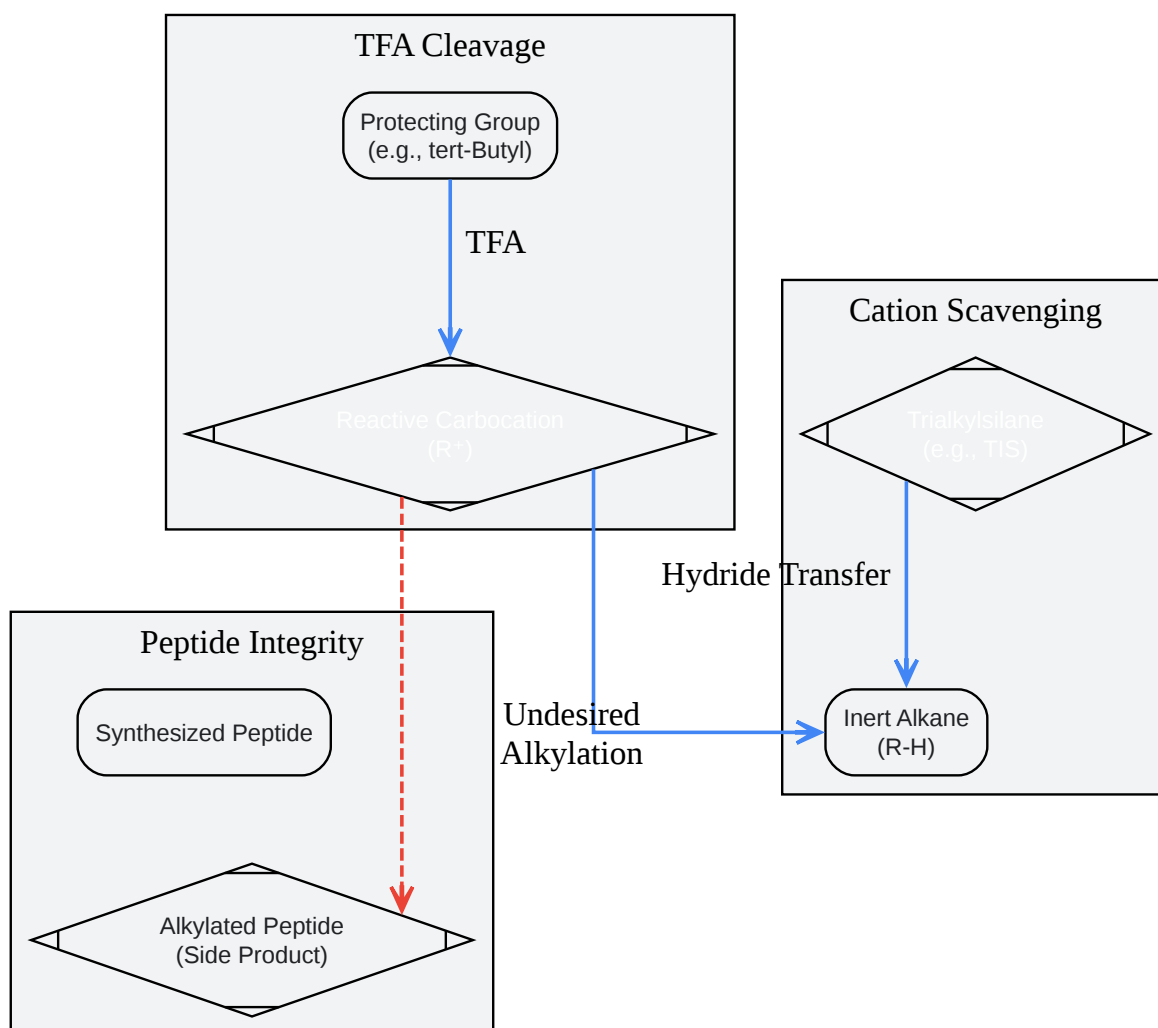 TFA Cleavage
Protecting Group
(e.g., tert-Butyl)
TFA
Cation Scavenging
Reactive Carbocation
(R⁺)
Trialkylsilane
(e.g., TIS)
Hydride Transfer
Peptide Integrity
Synthesized Peptide
Undesired
Alkylation
Inert Alkane
(R-H)
Alkylated Peptide
(Side Product)